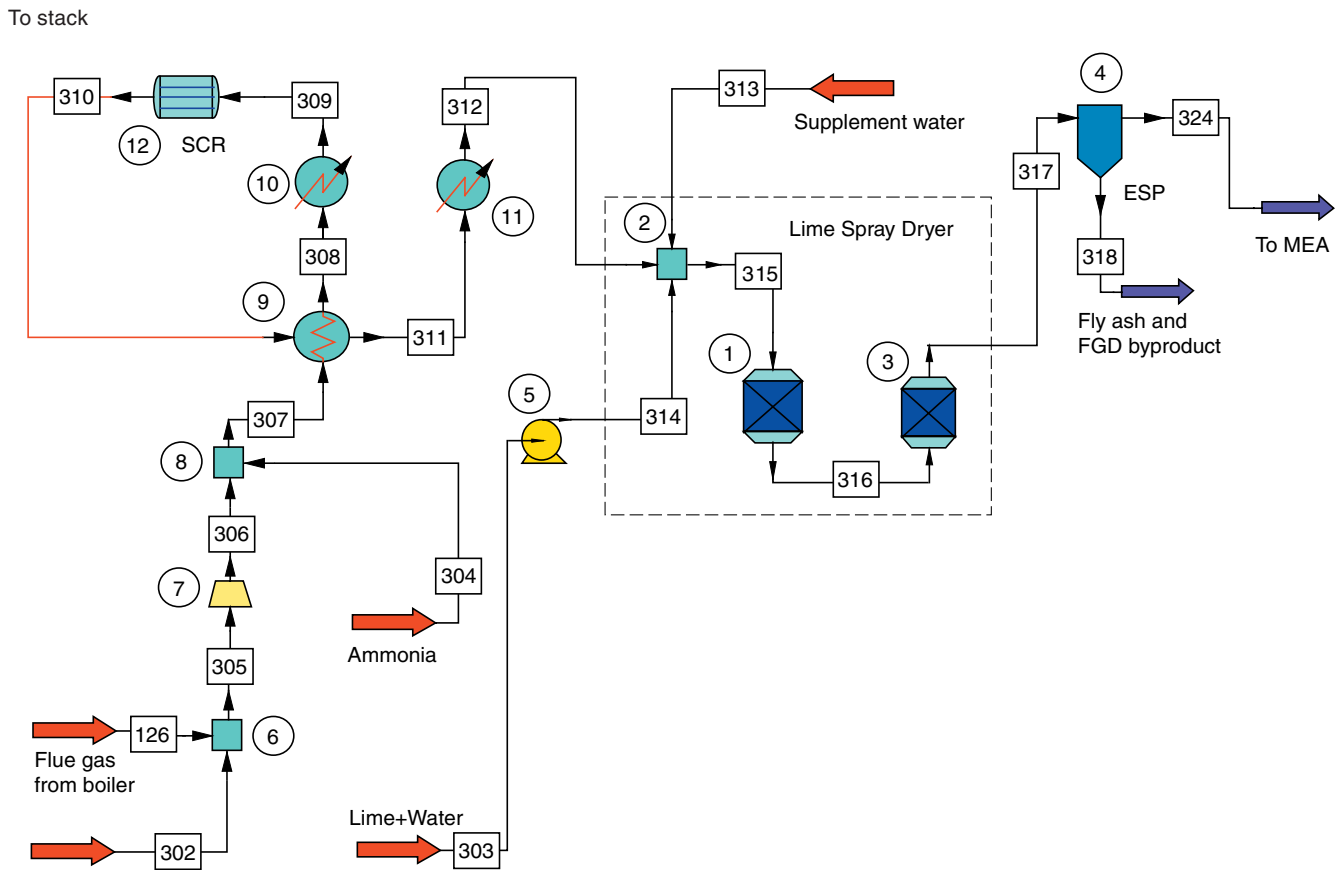 To stack
310
12
SCR
309
10
308
9
312
11
311
313
Supplement water
2
Lime Spray Dryer
315
1
3
314
316
317
4
324
ESP
To MEA
318
Fly ash and
FGD byproduct
307
8
306
7
305
304
Ammonia
5
126
6
Flue gas
from boiler
302
Lime+Water
303